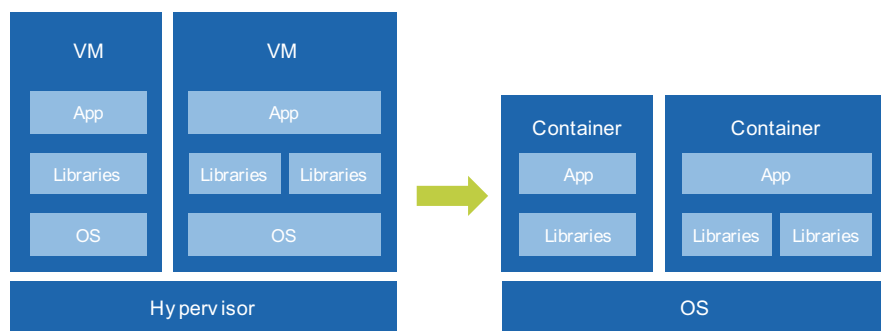 VM
App
Libraries
OS
VM
App
Libraries Libraries
OS
Hypervisor
Container
App
Libraries
Container
App
Libraries Libraries
OS